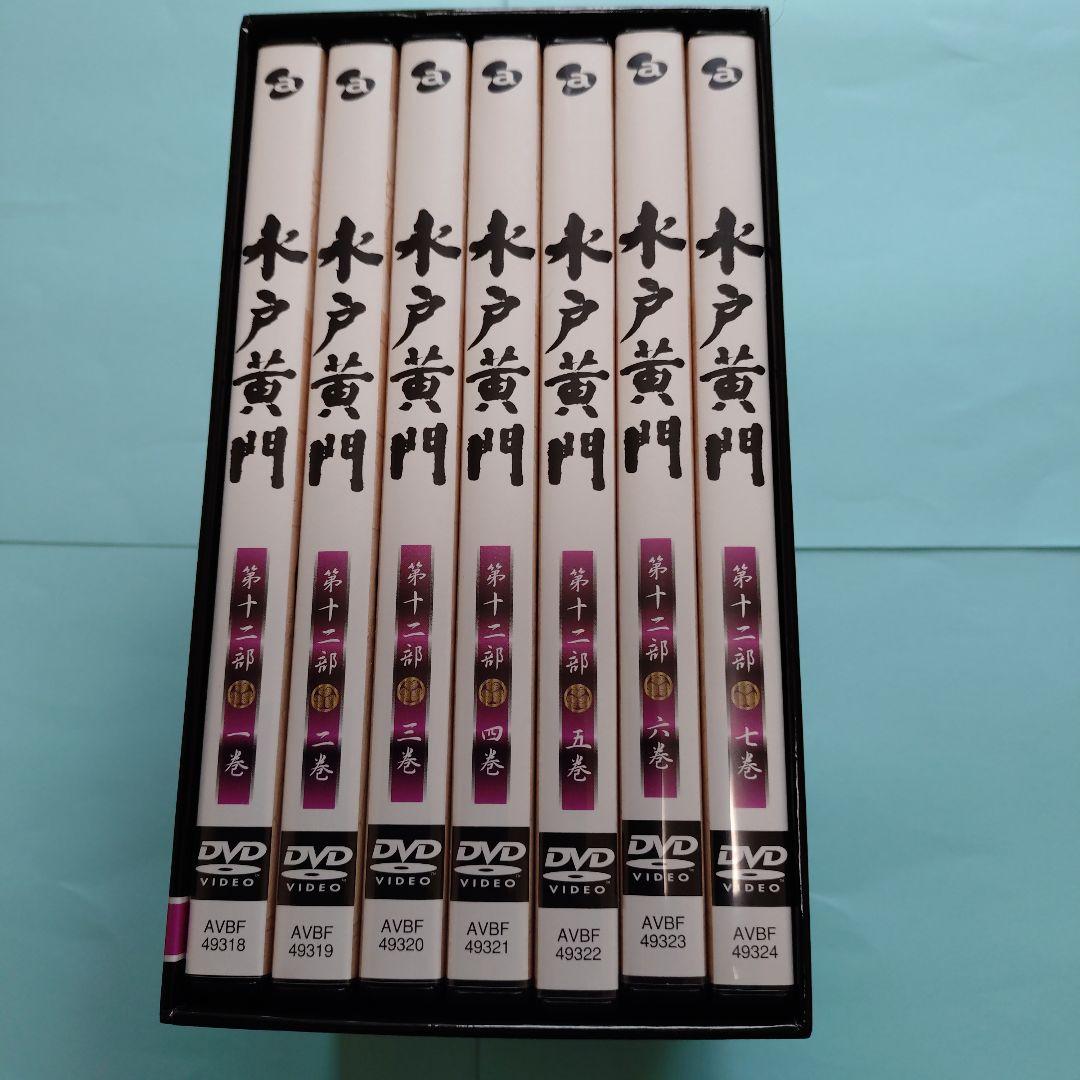 a
水戸黄門
第十二部 一巻
DVD
VIDEO
AVBF
49318
a
水戸黄門
第十二部 二巻
DVD
VIDEO
AVBF
49319
a
水戸黄門
第十二部 三巻
DVD
VIDEO
AVBF
49320
a
水戸黄門
第十二部 四巻
DVD
VIDEO
AVBF
49321
a
水戸黄門
第十二部 五巻
DVD
VIDEO
AVBF
49322
a
水戸黄門
第十二部 六巻
DVD
VIDEO
AVBF
49323
a
水戸黄門
第十二部 七巻
DVD
VIDEO
AVBF
49324